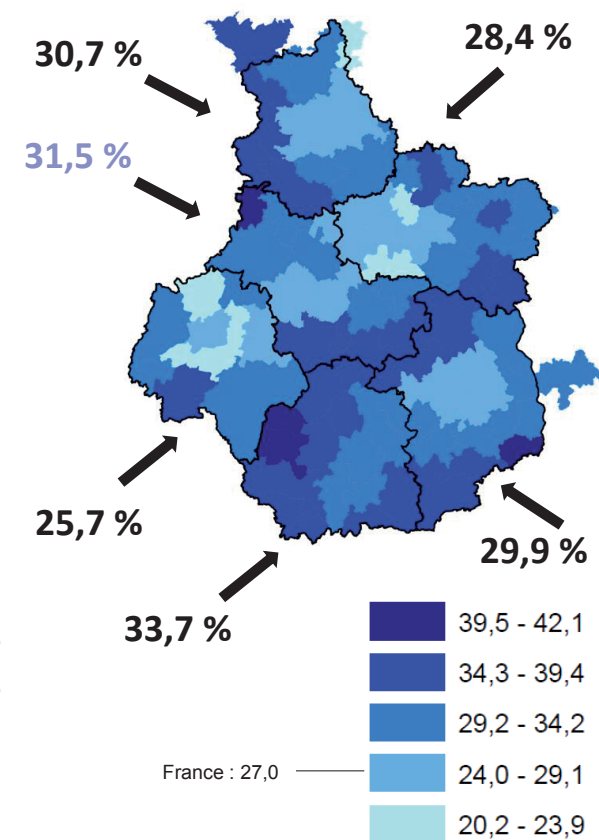 30,7 %
28,4 %
31,5 %
25,7 %
29,9 %
33,7 %
39,5 - 42,1
34,3 - 39,4
29,2 - 34,2
France : 27,0
24,0 - 29,1
20,2 - 23,9